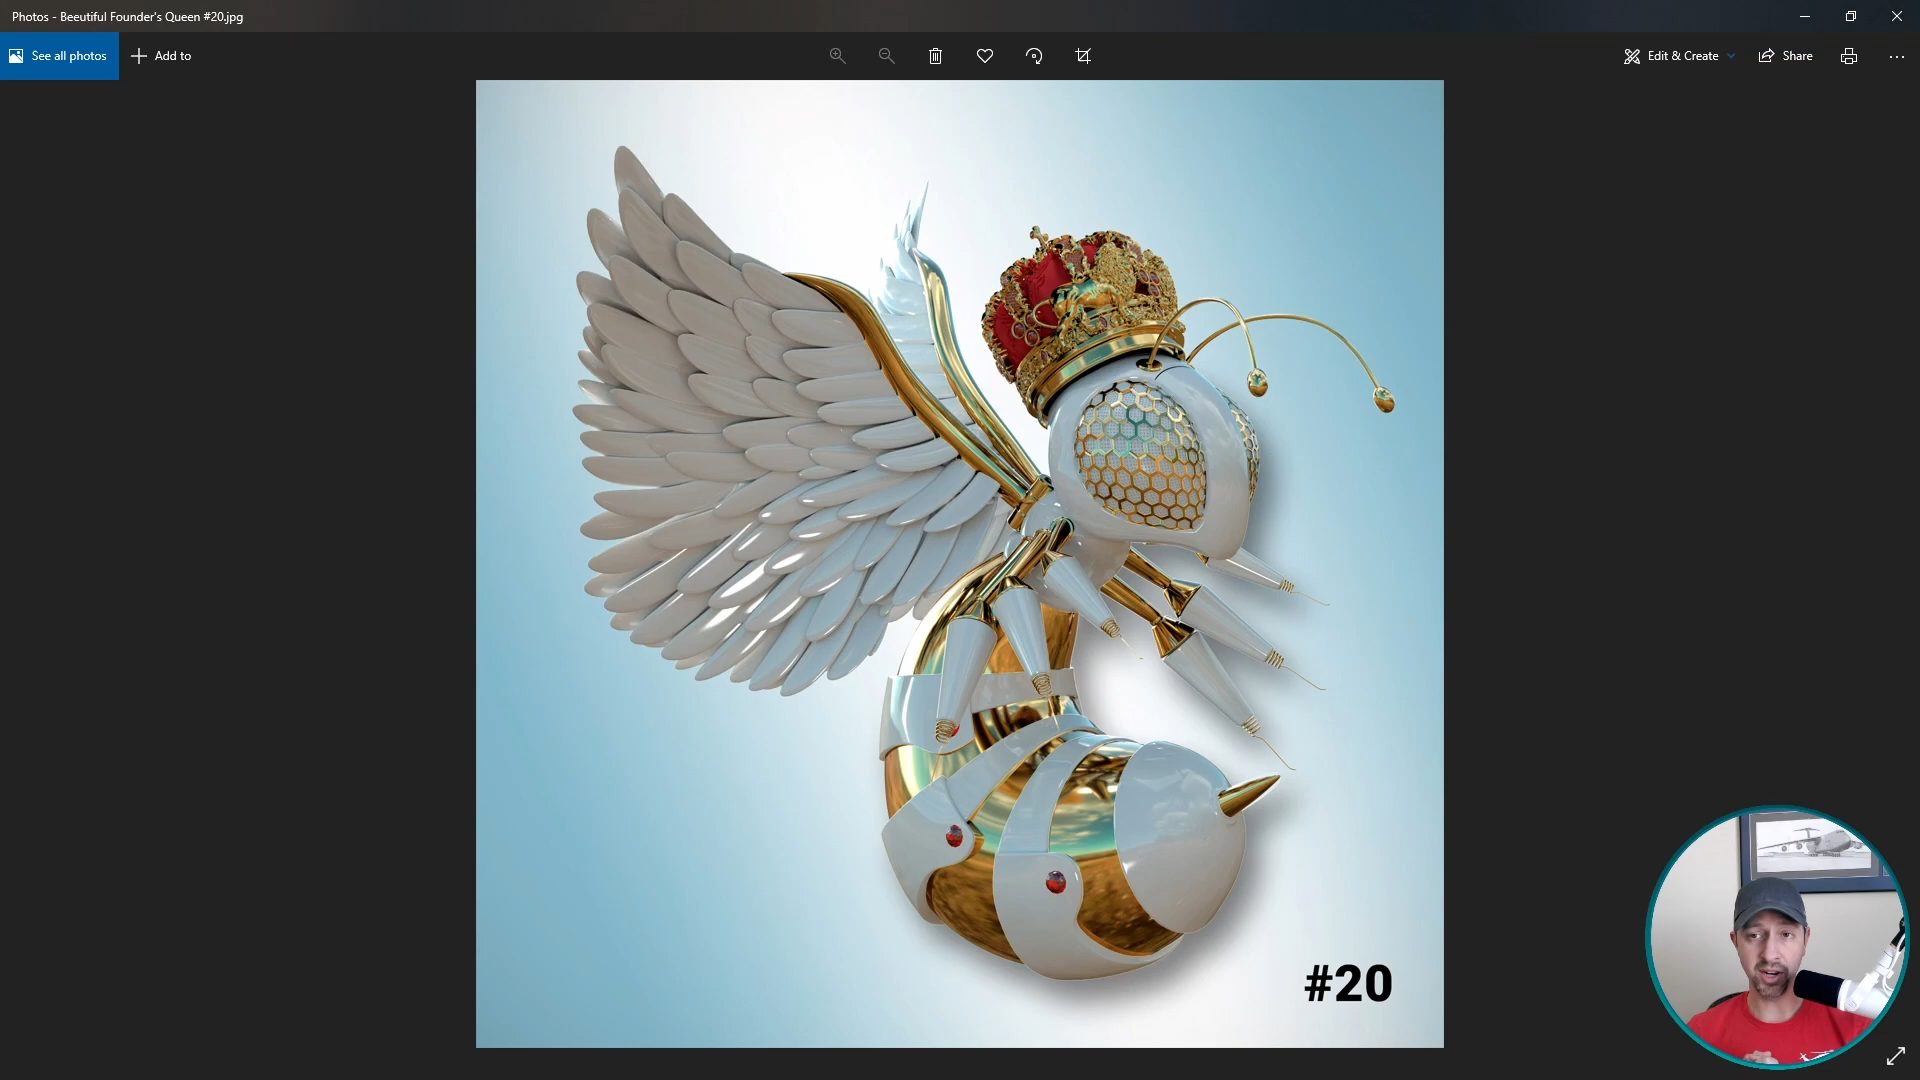 Photos - Beeutiful Founder's Queen #20.jpg
See all photos
Add to
Edit & Create
Share
#20